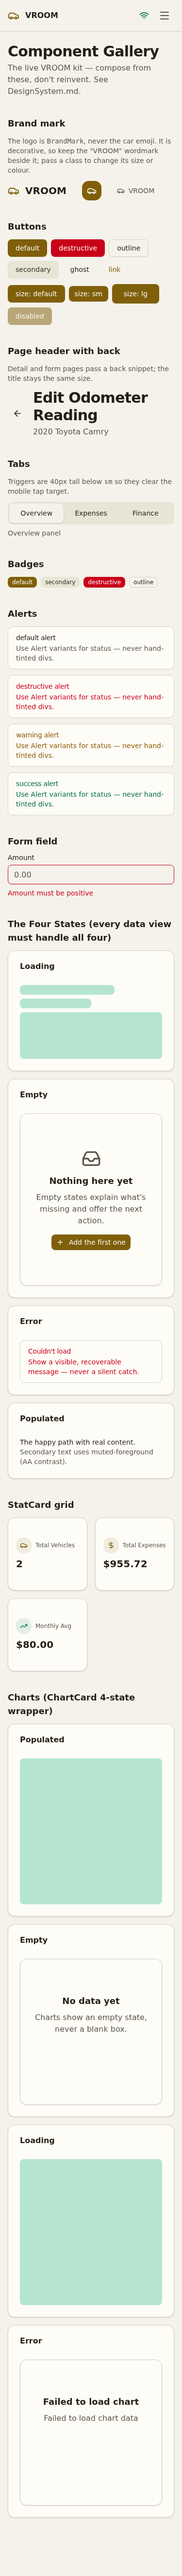 VROOM
Component Gallery
The live VROOM kit — compose from
these, don't reinvent. See
DesignSystem.md.
Brand mark
The logo is BrandMark, never the car emoji. It is
decorative, so keep the "VROOM" wordmark
beside it; pass a class to change its size or
colour.
VROOM VROOM
Buttons
default destructive outline
secondary ghost link
size: default size: sm size: lg
disabled
Page header with back
Detail and form pages pass a back snippet; the
title stays the same size.
Edit Odometer
Reading
2020 Toyota Camry
Tabs
Triggers are 40px tall below sm so they clear the
mobile tap target.
Overview Expenses Finance
Overview panel
Badges
default secondary destructive outline
Alerts
default alert
Use Alert variants for status — never hand-
tinted divs.
destructive alert
Use Alert variants for status — never hand-
tinted divs.
warning alert
Use Alert variants for status — never hand-
tinted divs.
success alert
Use Alert variants for status — never hand-
tinted divs.
Form field
Amount
0.00
Amount must be positive
The Four States (every data view
must handle all four)
Loading
Empty
Nothing here yet
Empty states explain what's
missing and offer the next
action.
+ Add the first one
Error
Couldn't load
Show a visible, recoverable
message — never a silent catch.
Populated
The happy path with real content.
Secondary text uses muted-foreground
(AA contrast).
StatCard grid
Total Vehicles
2
Total Expenses
$955.72
Monthly Avg
$80.00
Charts (ChartCard 4-state
wrapper)
Populated
Empty
No data yet
Charts show an empty state,
never a blank box.
Loading
Error
Failed to load chart
Failed to load chart data